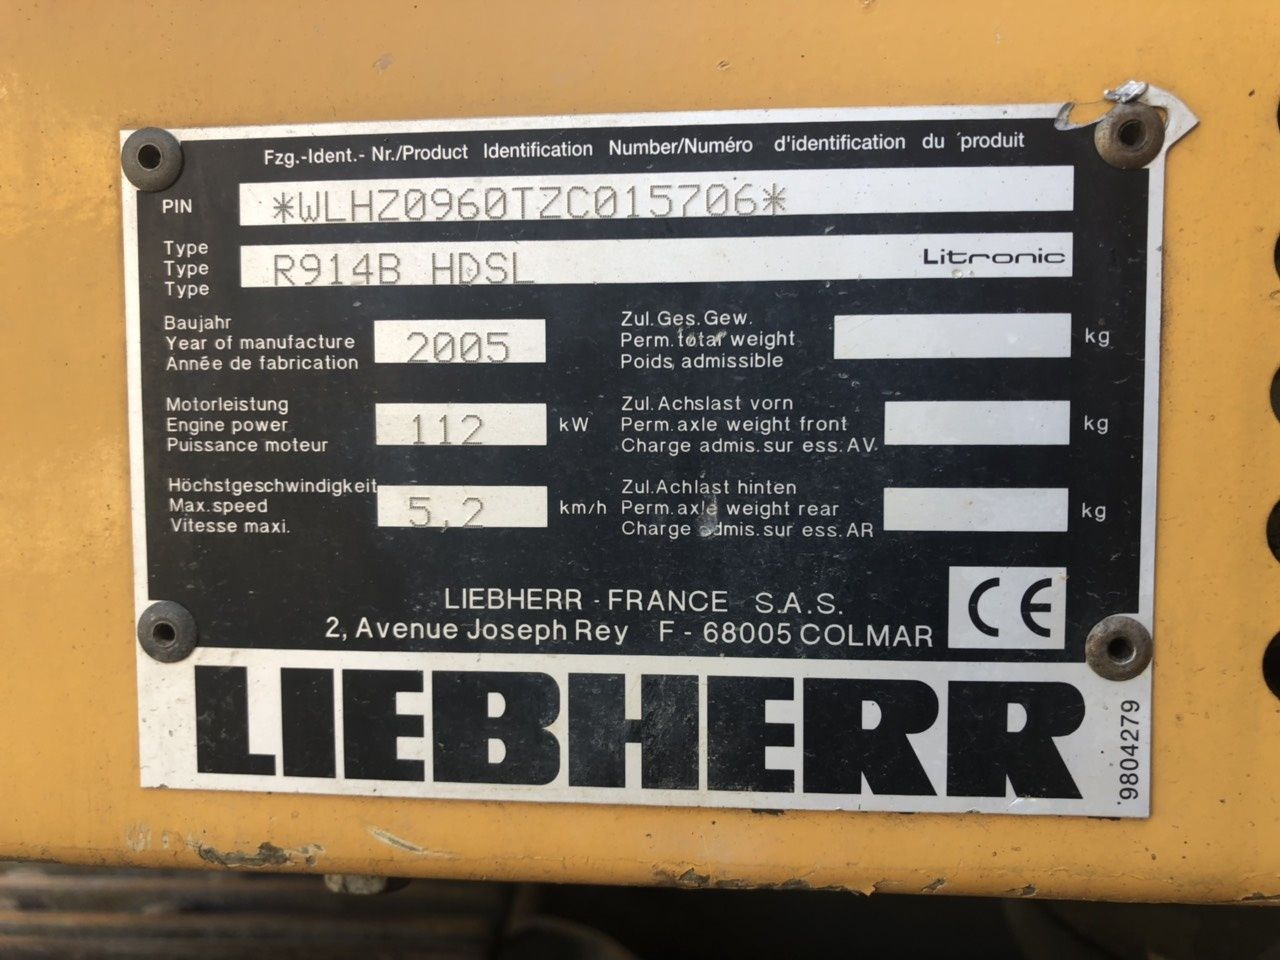 Fzg.-Ident.- Nr./Product Identification Number/Numéro d'identification du produit
PIN *WLHZ0960TZC015706*
Type
Type R914B HDSL Litronic
Type
Baujahr
Year of manufacture 2005
Année de fabrication
Zul.Ges.Gew.
Perm.total weight kg
Poids admissible
Motorleistung
Engine power 112 kW
Puissance moteur
Zul.Achslast vorn
Perm.axle weight front kg
Charge admis.sur ess.AV.
Höchstgeschwindigkeit
Max.speed 5,2 km/h
Vitesse maxi.
Zul.Achlast hinten
Perm.axle weight rear kg
Charge admis.sur ess.AR
LIEBHERR - FRANCE S.A.S.
2, Avenue Joseph Rey F - 68005 COLMAR
CE
LIEBHERR
9804279